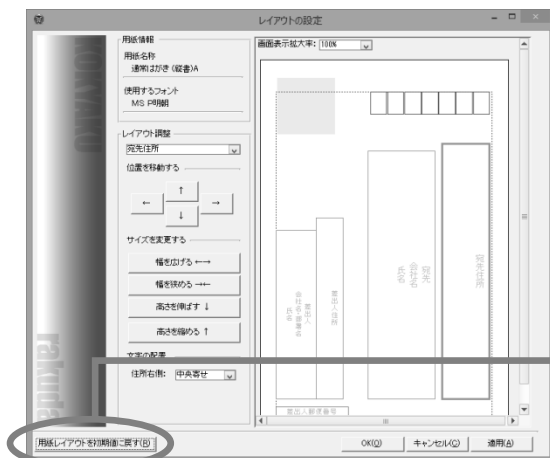 レイアウトの設定
用紙情報
用紙名称
通常はがき (縦書)A
使用するフォント
MS P明朝
レイアウト調整
宛先住所
位置を移動する
↑
← →
↓
サイズを変更する
幅を広げる ←→
幅を狭める →←
高さを伸ばす ↓
高さを縮める ↑
文字の配置
住所右側: 中央寄せ
画面表示拡大率: 100%
宛先住所
宛先
会社名
氏名
差出人住所
差出人
会社名・部署名
氏名
差出人郵便番号
KOKYAKU
rakuda
用紙レイアウトを初期値に戻す(R)
OK(O)
キャンセル(C)
適用(A)